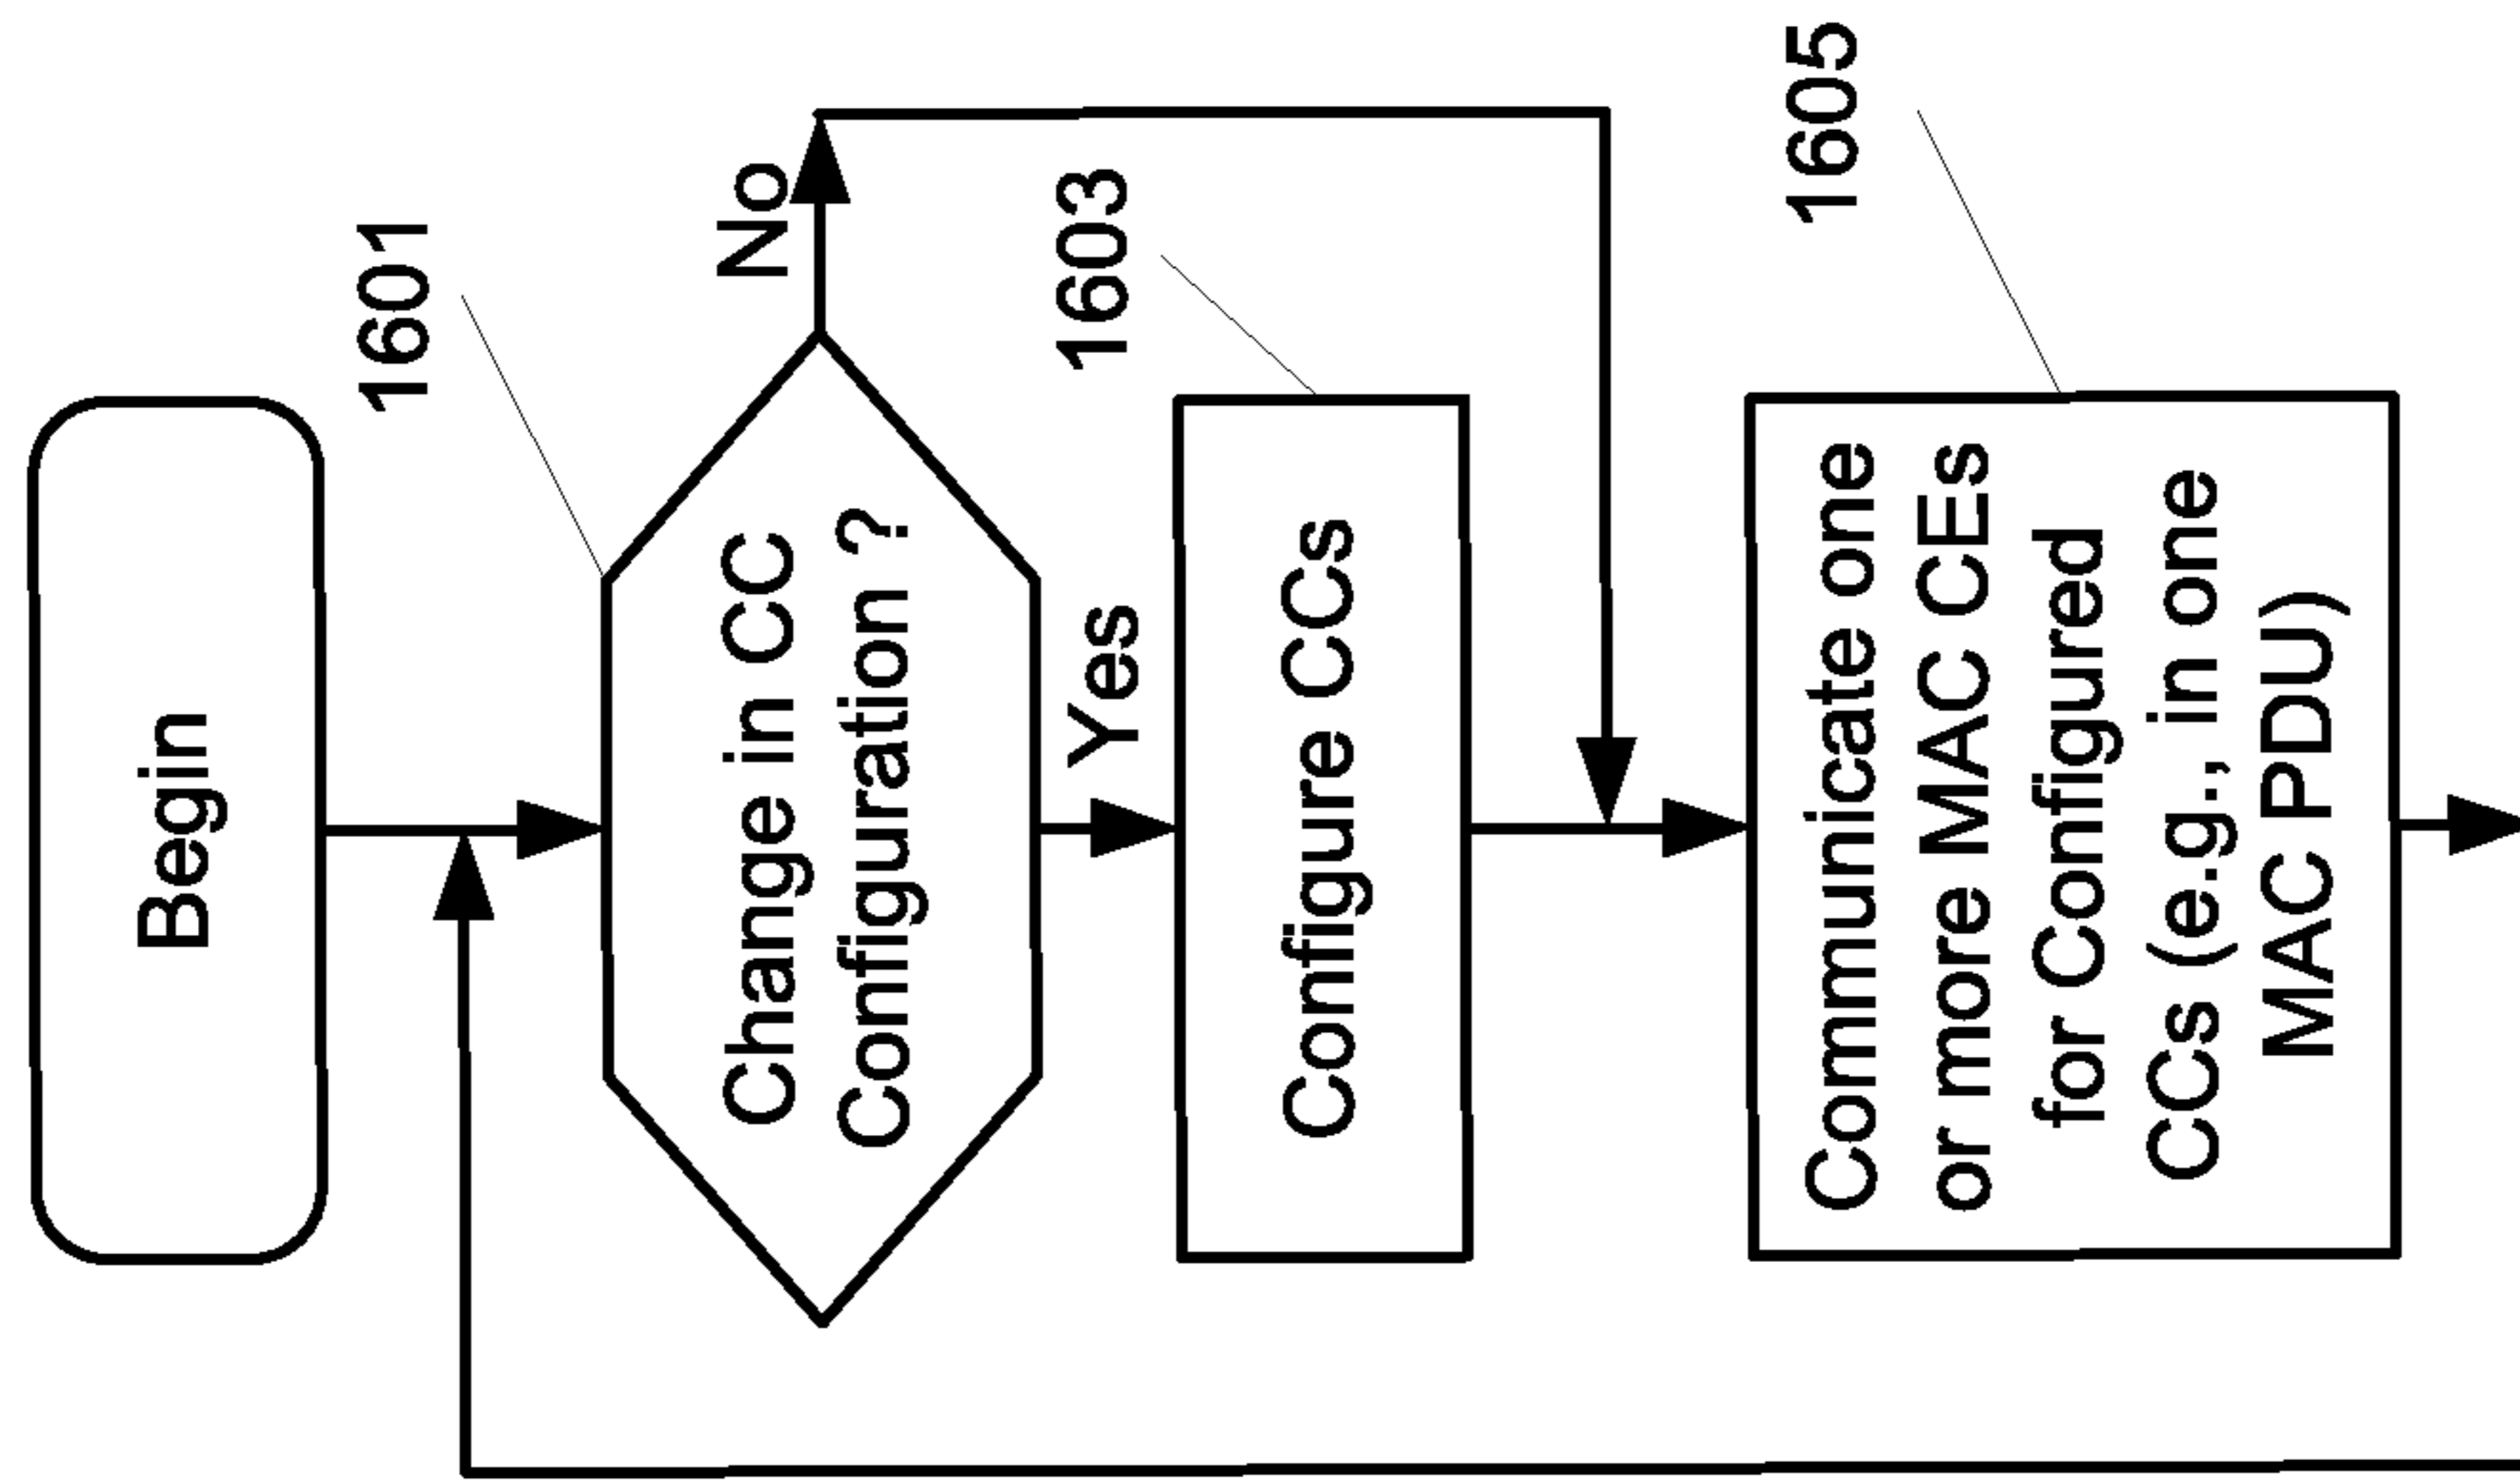 Begin
1601
Change in CC
Configuration ?
No
Yes
1603
Configure CCs
1605
Communicate one
or more MAC CEs
for Configured
CCs (e.g., in one
MAC PDU)